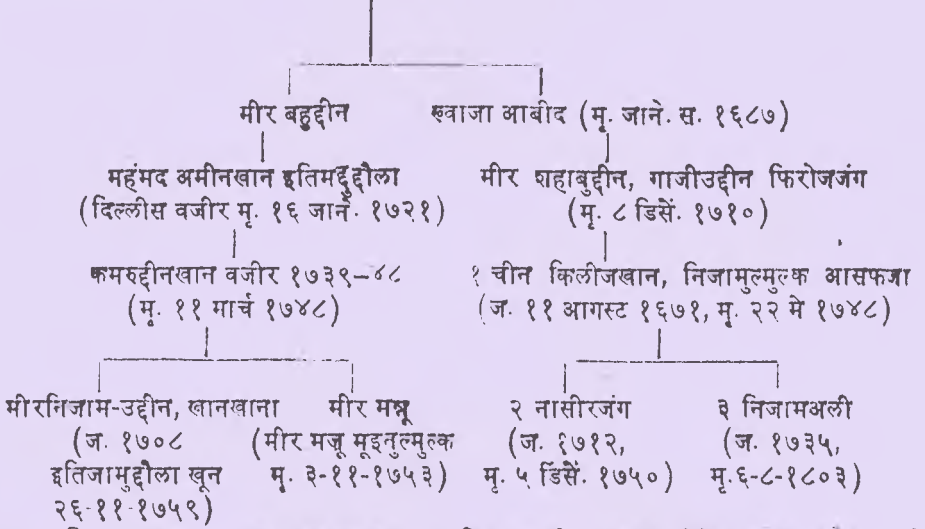 मीर बहुद्दीन ख्वाजा आबीद (मृ. जाने. स. १६८७)
महंमद अमीनखान इतिमद्दुद्दौला मीर शहाबुद्दीन, गाजीउद्दीन फिरोजजंग
(दिल्लीस वजीर मृ. १६ जाने. १७२१) (मृ. ८ डिसें. १७१०)
कमरुद्दीनखान वजीर १७३९–४८ १ चीन किलीजखान, निजामुल्मुल्क आसफजा
(मृ. ११ मार्च १७४८) (ज. ११ आगस्ट १६७१, मृ. २२ मे १७४८)
मीरनिजाम-उद्दीन, खानखाना मीर मन्नू २ नासीरजंग ३ निजामअली
(ज. १७०८ (मीर मजू मूइनुल्मुल्क (ज. १७१२, (ज. १७३५,
इतिजामुद्दौला खून मृ. ३-११-१७५३) मृ. ५ डिसें. १७५०) मृ.६-८-१८०३)
२६-११-१७५९)